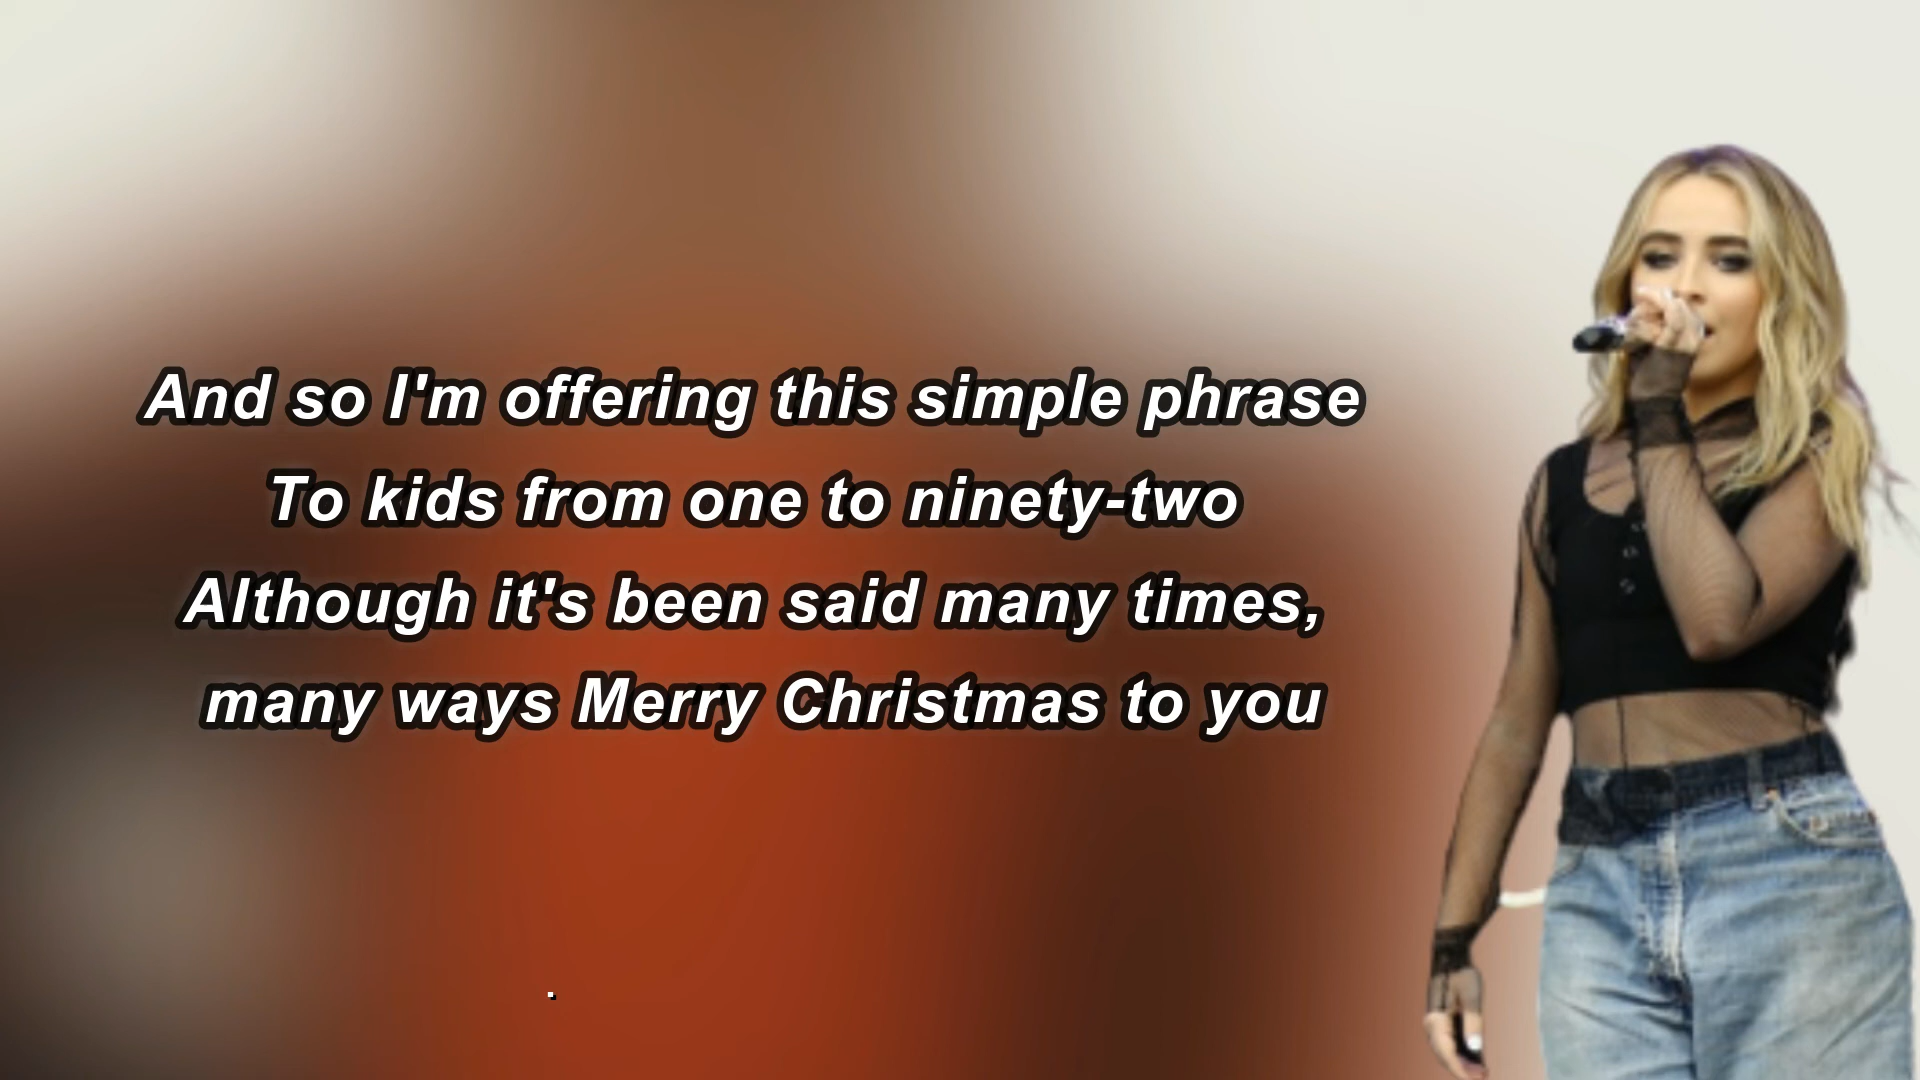 And so I'm offering this simple phrase
To kids from one to ninety-two
Although it's been said many times,
many ways Merry Christmas to you
.